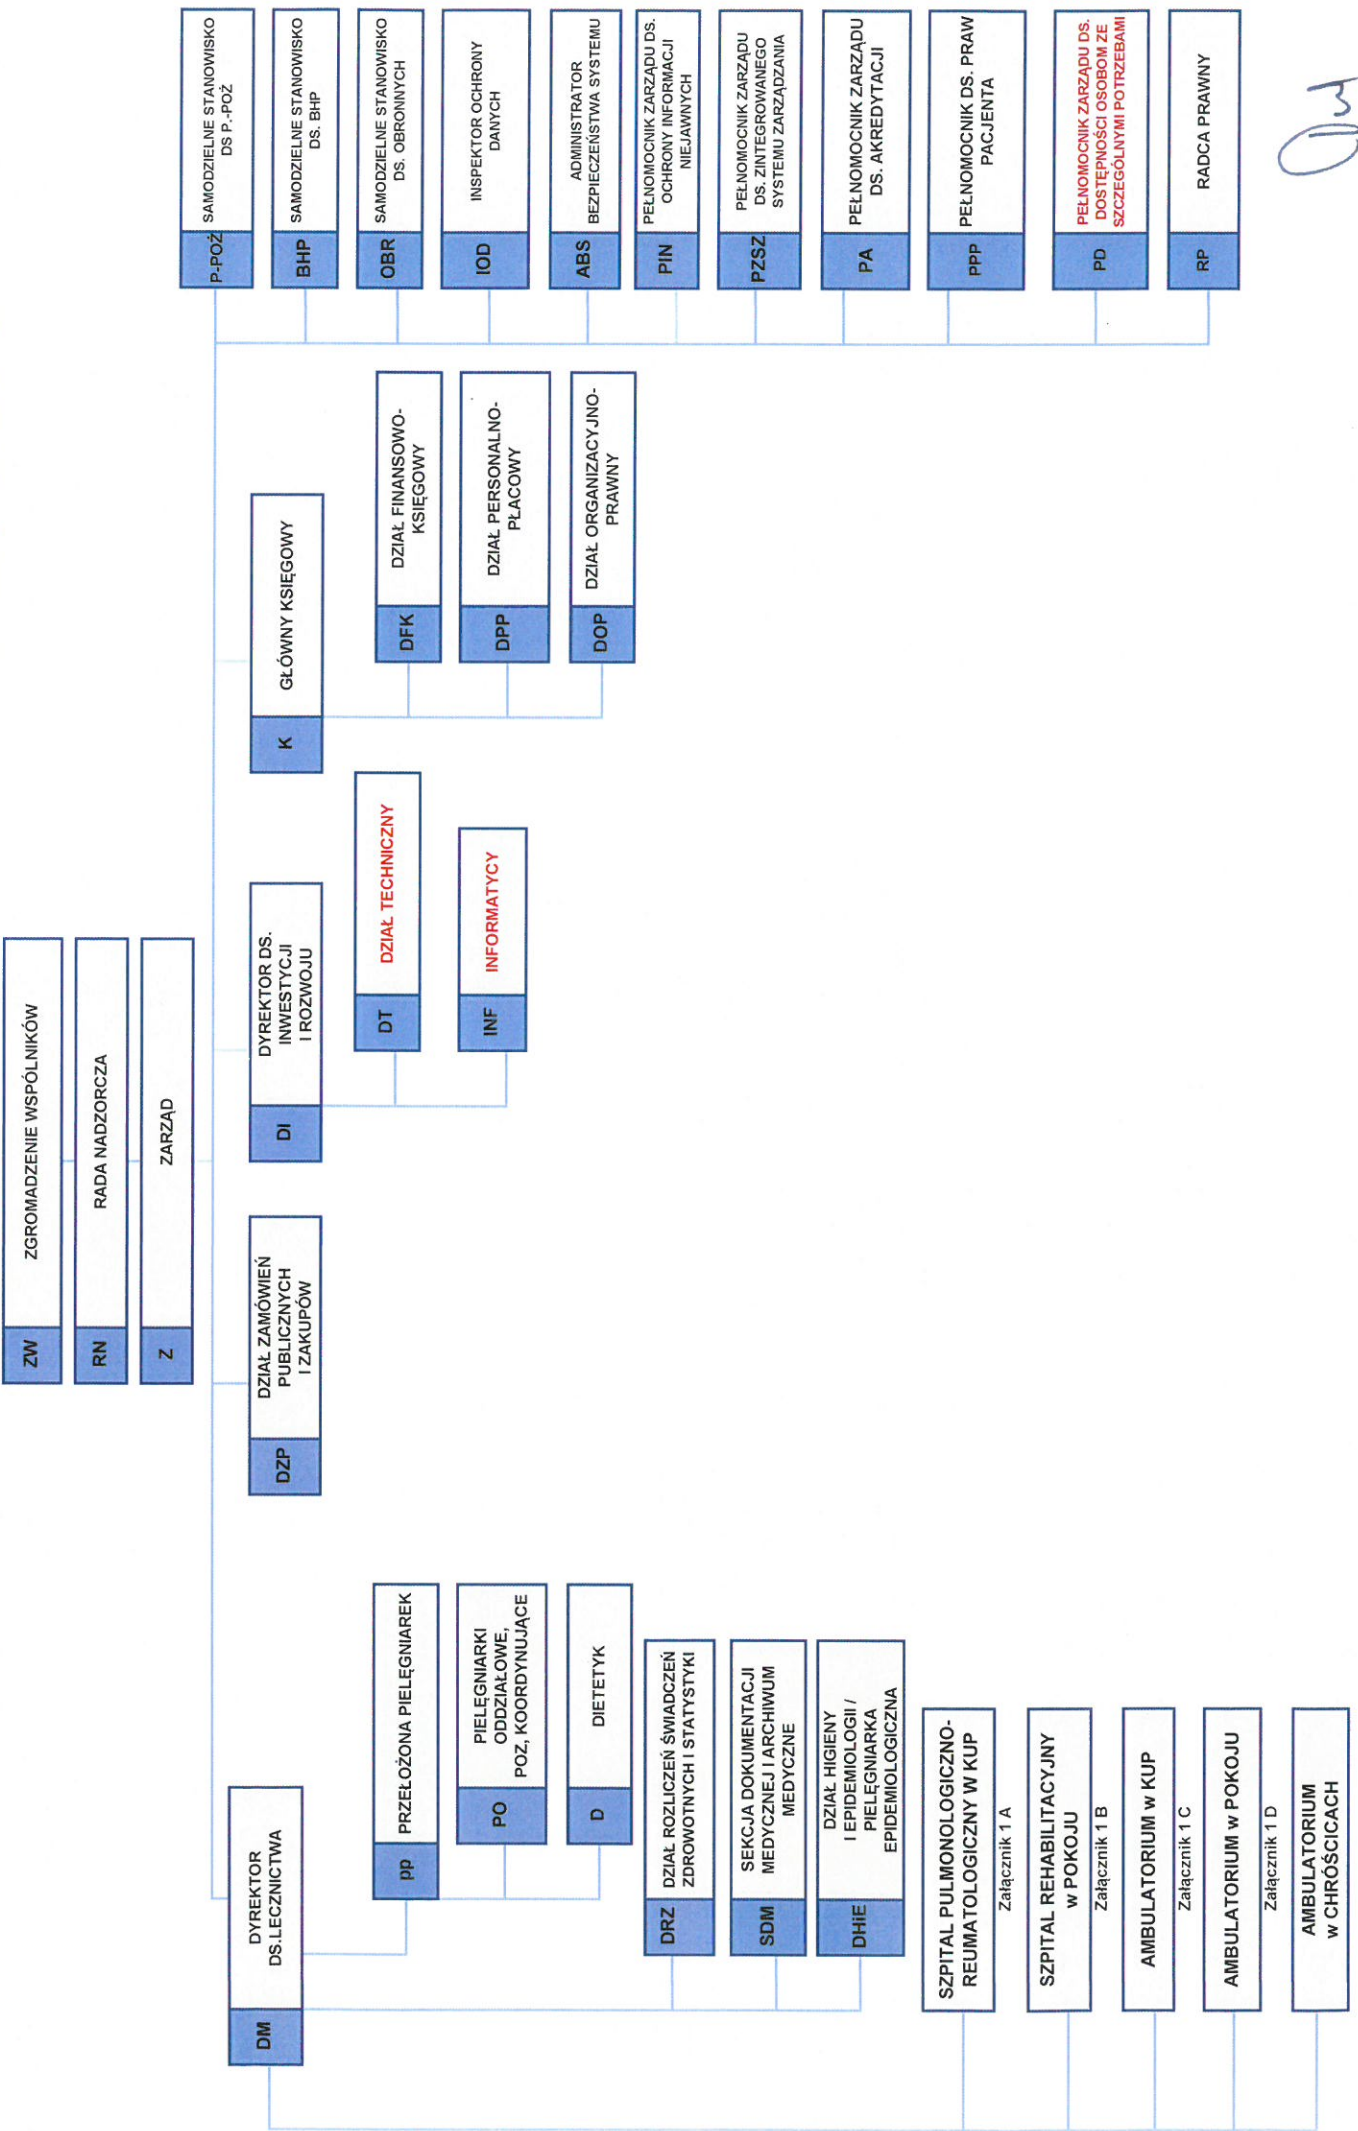 ZW
ZGROMADZENIE WSPÓLNIKÓW
RN
RADA NADZORCZA
Z
ZARZĄD
DM
DYREKTOR
DS.LECZNICTWA
pp
PRZEŁOŻONA PIELĘGNIAREK
PO
PIELĘGNIARKI
ODDZIAŁOWE,
POZ, KOORDYNUJĄCE
D
DIETETYK
DRZ
DZIAŁ ROZLICZEŃ ŚWIADCZEŃ
ZDROWOTNYCH I STATYSTYKI
SDM
SEKCJA DOKUMENTACJI
MEDYCZNEJ I ARCHIWUM
MEDYCZNE
DHiE
DZIAŁ HIGIENY
I EPIDEMIOLOGII /
PIELĘGNIARKA
EPIDEMIOLOGICZNA
SZPITAL PULMONOLOGICZNO-
REUMATOLOGICZNY W KUP
Załącznik 1 A
SZPITAL REHABILITACYJNY
w POKOJU
Załącznik 1 B
AMBULATORIUM w KUP
Załącznik 1 C
AMBULATORIUM w POKOJU
Załącznik 1 D
AMBULATORIUM
w CHRÓŚCICACH
DZP
DZIAŁ ZAMÓWIEŃ
PUBLICZNYCH
I ZAKUPÓW
DI
DYREKTOR DS.
INWESTYCJI
I ROZWOJU
DT
DZIAŁ TECHNICZNY
INF
INFORMATYCY
K
GŁÓWNY KSIĘGOWY
DFK
DZIAŁ FINANSOWO-
KSIĘGOWY
DPP
DZIAŁ PERSONALNO-
PŁACOWY
DOP
DZIAŁ ORGANIZACYJNO-
PRAWNY
P-POŻ
SAMODZIELNE STANOWISKO
DS P.-POŻ
BHP
SAMODZIELNE STANOWISKO
DS. BHP
OBR
SAMODZIELNE STANOWISKO
DS. OBRONNYCH
IOD
INSPEKTOR OCHRONY
DANYCH
ABS
ADMINISTRATOR
BEZPIECZEŃSTWA SYSTEMU
PIN
PEŁNOMOCNIK ZARZĄDU DS.
OCHRONY INFORMACJI
NIEJAWNYCH
PZSZ
PEŁNOMOCNIK ZARZĄDU
DS. ZINTEGROWANEGO
SYSTEMU ZARZĄDZANIA
PA
PEŁNOMOCNIK ZARZĄDU
DS. AKREDYTACJI
PPP
PEŁNOMOCNIK DS. PRAW
PACJENTA
PD
PEŁNOMOCNIK ZARZĄDU DS.
DOSTĘPNOŚCI OSOBOM ZE
SZCZEGÓLNYMI POTRZEBAMI
RP
RADCA PRAWNY